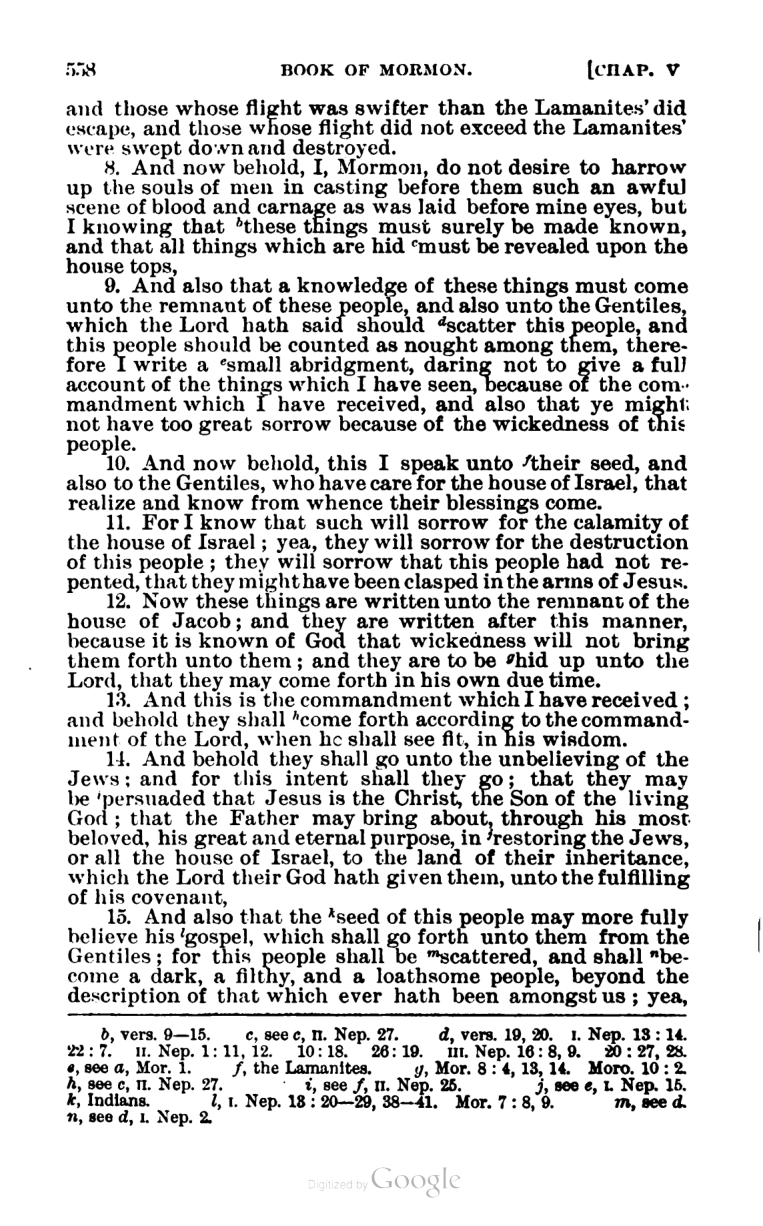 558 BOOK OF MORMON. [CHAP. V
and those whose flight was swifter than the Lamanites' did
escape, and those whose flight did not exceed the Lamanites'
were swept down and destroyed.
8. And now behold, I, Mormon, do not desire to harrow
up the souls of men in casting before them such an awful
scene of blood and carnage as was laid before mine eyes, but
I knowing that ᵇthese things must surely be made known,
and that all things which are hid ᶜmust be revealed upon the
house tops,
9. And also that a knowledge of these things must come
unto the remnant of these people, and also unto the Gentiles,
which the Lord hath said should ᵈscatter this people, and
this people should be counted as nought among them, there-
fore I write a ᵉsmall abridgment, daring not to give a full
account of the things which I have seen, because of the com-
mandment which I have received, and also that ye might
not have too great sorrow because of the wickedness of this
people.
10. And now behold, this I speak unto ᶠtheir seed, and
also to the Gentiles, who have care for the house of Israel, that
realize and know from whence their blessings come.
11. For I know that such will sorrow for the calamity of
the house of Israel; yea, they will sorrow for the destruction
of this people; they will sorrow that this people had not re-
pented, that they might have been clasped in the arms of Jesus.
12. Now these things are written unto the remnant of the
house of Jacob; and they are written after this manner,
because it is known of God that wickedness will not bring
them forth unto them; and they are to be ᵍhid up unto the
Lord, that they may come forth in his own due time.
13. And this is the commandment which I have received;
and behold they shall ʰcome forth according to the command-
ment of the Lord, when he shall see fit, in his wisdom.
14. And behold they shall go unto the unbelieving of the
Jews; and for this intent shall they go; that they may
be ⁱpersuaded that Jesus is the Christ, the Son of the living
God; that the Father may bring about, through his most
beloved, his great and eternal purpose, in ʲrestoring the Jews,
or all the house of Israel, to the land of their inheritance,
which the Lord their God hath given them, unto the fulfilling
of his covenant,
15. And also that the ᵏseed of this people may more fully
believe his ˡgospel, which shall go forth unto them from the
Gentiles; for this people shall be ᵐscattered, and shall ⁿbe-
come a dark, a filthy, and a loathsome people, beyond the
description of that which ever hath been amongst us; yea,
b, vers. 9—15. c, see c, II. Nep. 27. d, vers. 19, 20. I. Nep. 13:14.
22:7. II. Nep. 1:11, 12. 10:18. 26:19. III. Nep. 16:8, 9. 20:27, 28.
e, see a, Mor. 1. f, the Lamanites. g, Mor. 8:4, 13, 14. Moro. 10:2.
h, see c, II. Nep. 27. i, see f, II. Nep. 25. j, see e, I. Nep. 15.
k, Indians. l, I. Nep. 13:20—29, 38—41. Mor. 7:8, 9. m, see d.
n, see d, I. Nep. 2.
Digitized by Google